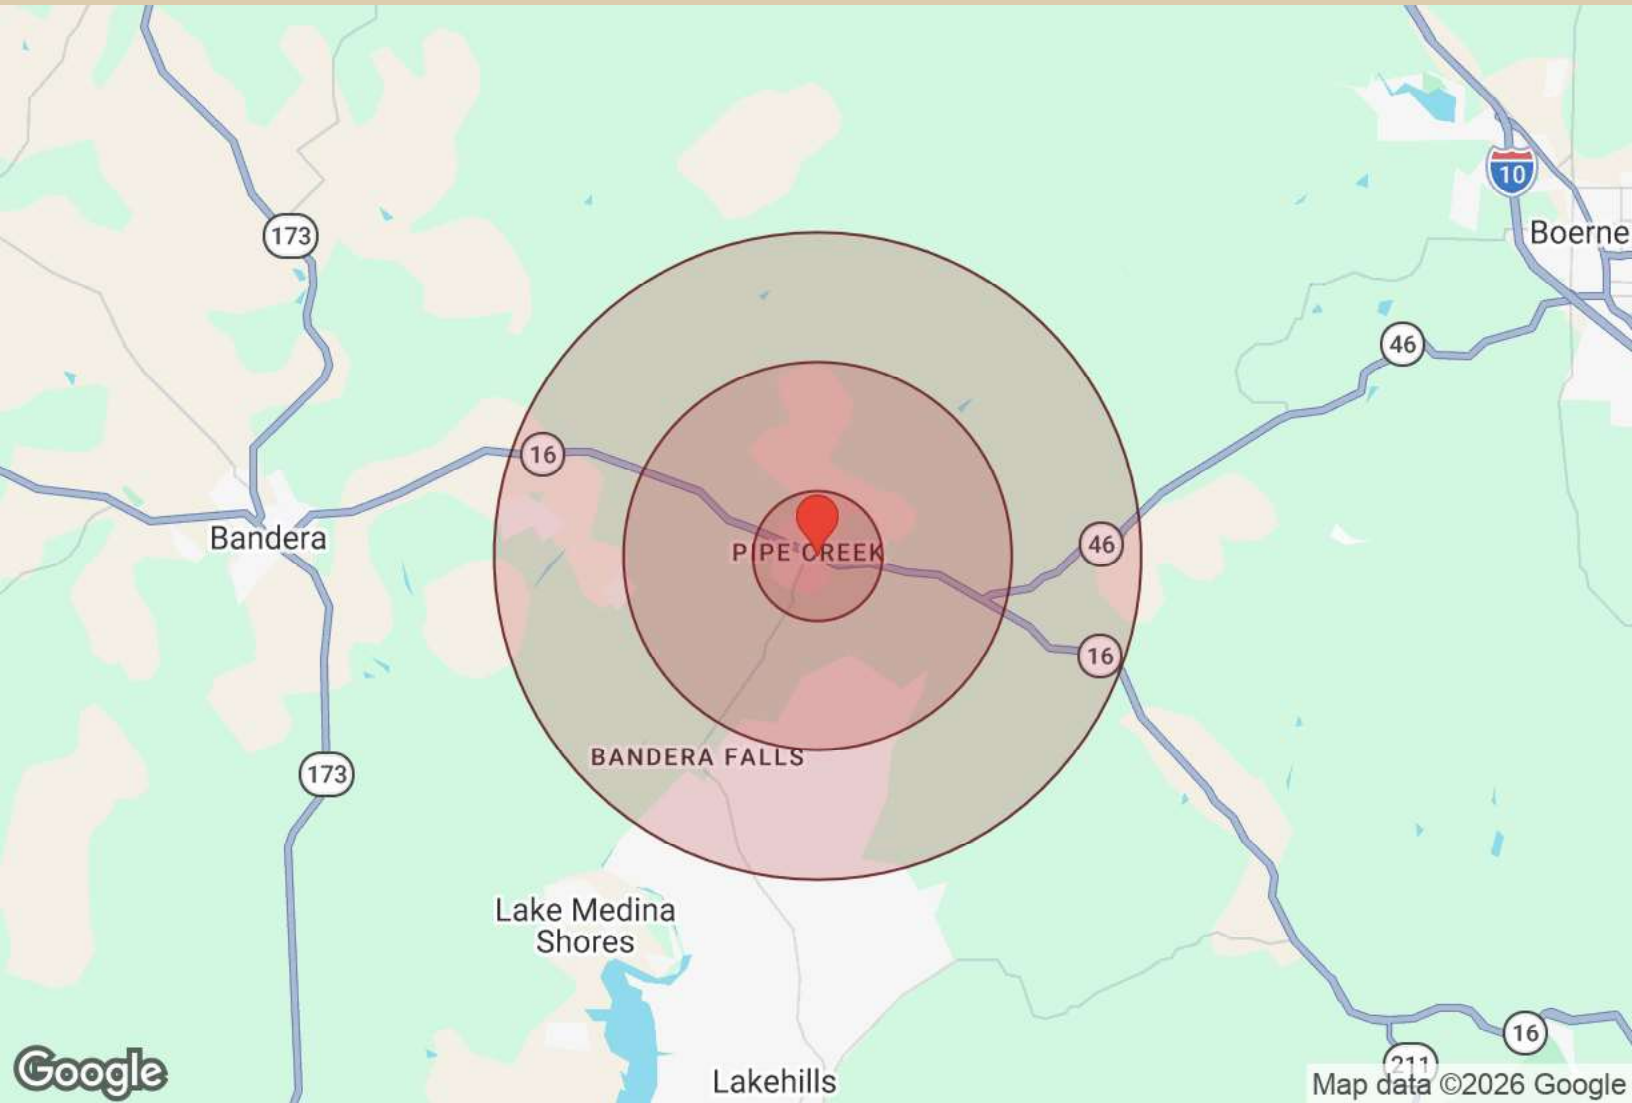 10
173
Boerne
46
16
Bandera
PIPE CREEK
46
16
BANDERA FALLS
173
Lake Medina
Shores
16
211
Google
Lakehills
Map data ©2026 Google